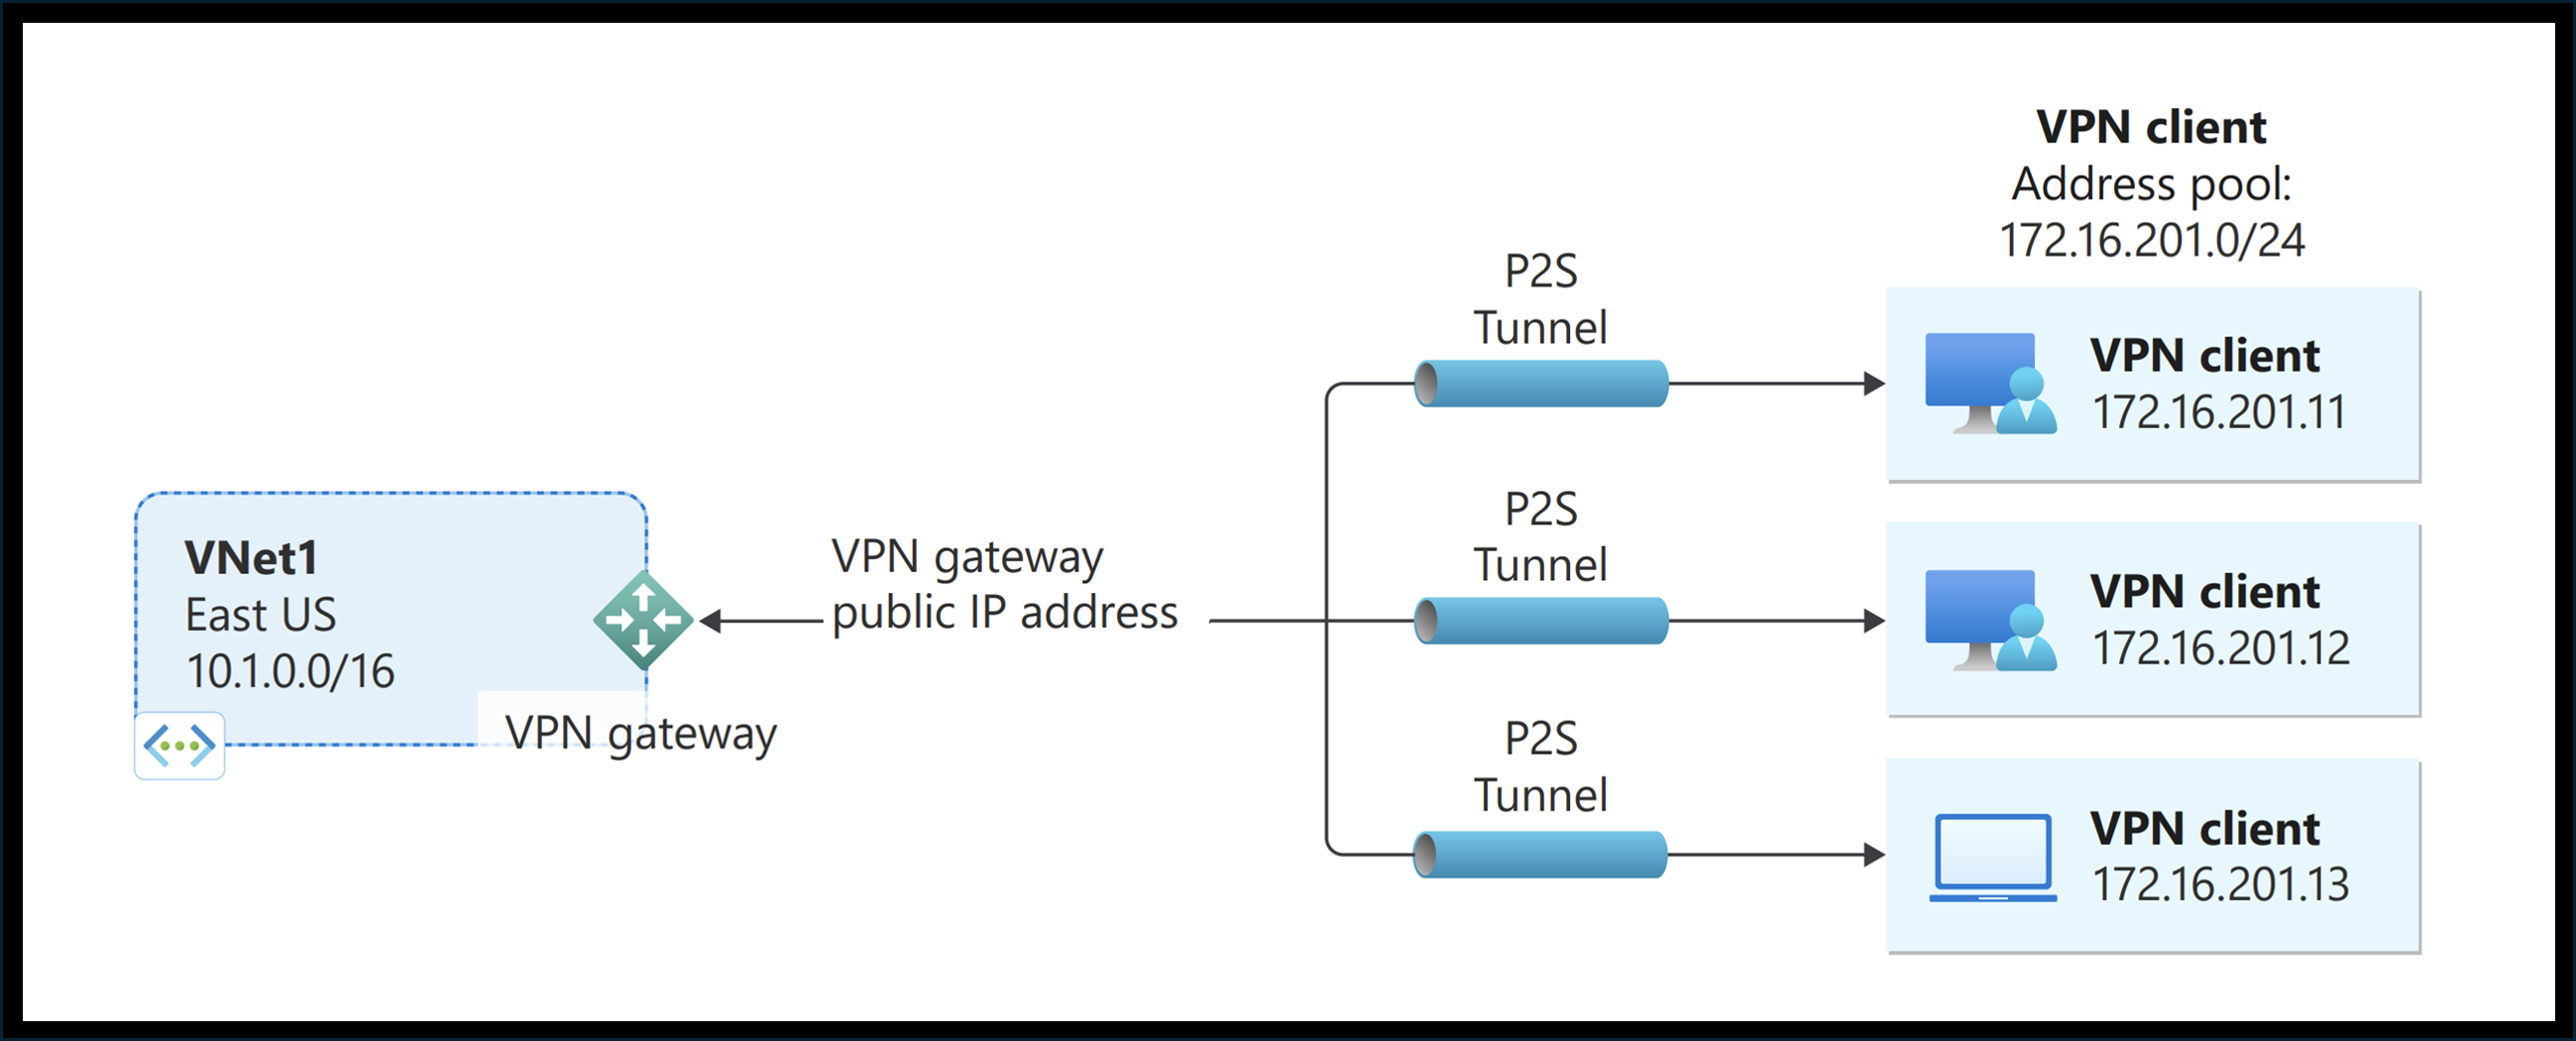 VNet1
East US
10.1.0.0/16
VPN gateway
VPN gateway
public IP address
P2S
Tunnel
P2S
Tunnel
P2S
Tunnel
VPN client
Address pool:
172.16.201.0/24
VPN client
172.16.201.11
VPN client
172.16.201.12
VPN client
172.16.201.13